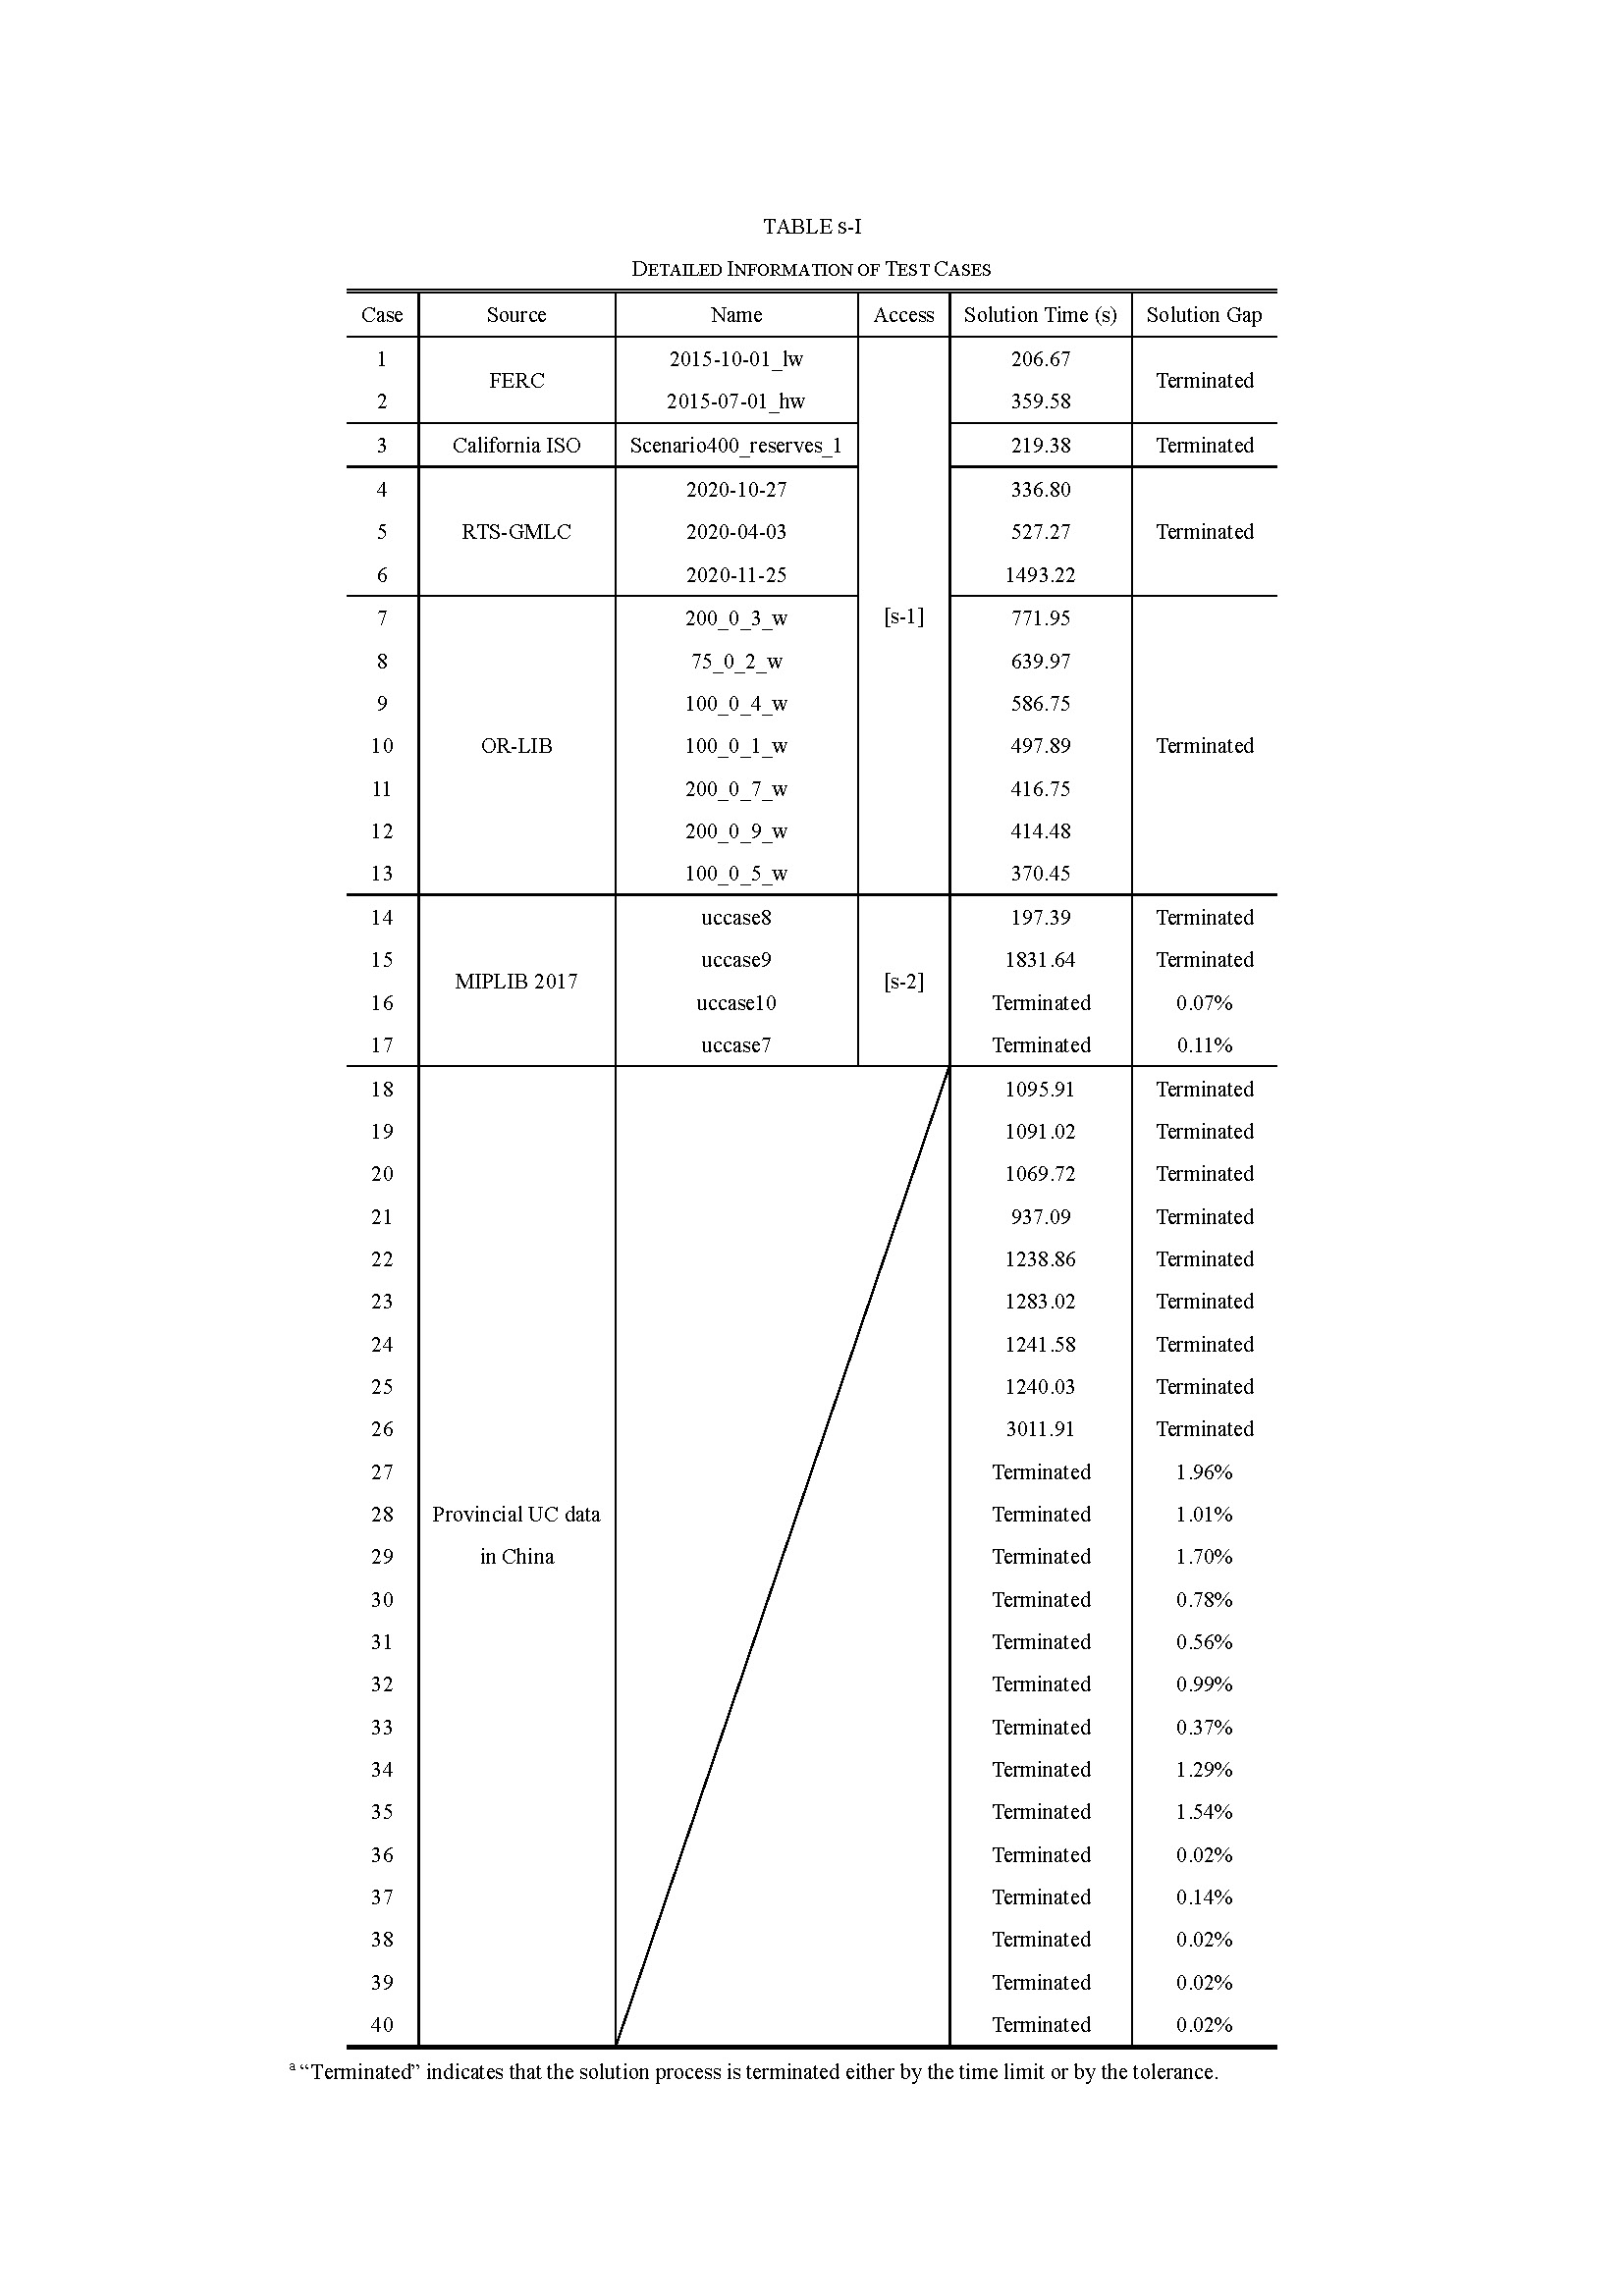 TABLE s-I
DETAILED INFORMATION OF TEST CASES
Case Source Name Access Solution Time (s) Solution Gap
1 2015-10-01_lw 206.67
FERC Terminated
2 2015-07-01_hw 359.58
3 California ISO Scenario400_reserves_1 219.38 Terminated
4 2020-10-27 336.80
5 RTS-GMLC 2020-04-03 527.27 Terminated
6 2020-11-25 1493.22
7 200_0_3_w [s-1] 771.95
8 75_0_2_w 639.97
9 100_0_4_w 586.75
10 OR-LIB 100_0_1_w 497.89 Terminated
11 200_0_7_w 416.75
12 200_0_9_w 414.48
13 100_0_5_w 370.45
14 uccase8 197.39 Terminated
15 uccase9 1831.64 Terminated
MIPLIB 2017 [s-2]
16 uccase10 Terminated 0.07%
17 uccase7 Terminated 0.11%
18 1095.91 Terminated
19 1091.02 Terminated
20 1069.72 Terminated
21 937.09 Terminated
22 1238.86 Terminated
23 1283.02 Terminated
24 1241.58 Terminated
25 1240.03 Terminated
26 3011.91 Terminated
27 Terminated 1.96%
28 Provincial UC data Terminated 1.01%
29 in China Terminated 1.70%
30 Terminated 0.78%
31 Terminated 0.56%
32 Terminated 0.99%
33 Terminated 0.37%
34 Terminated 1.29%
35 Terminated 1.54%
36 Terminated 0.02%
37 Terminated 0.14%
38 Terminated 0.02%
39 Terminated 0.02%
40 Terminated 0.02%
a “Terminated” indicates that the solution process is terminated either by the time limit or by the tolerance.